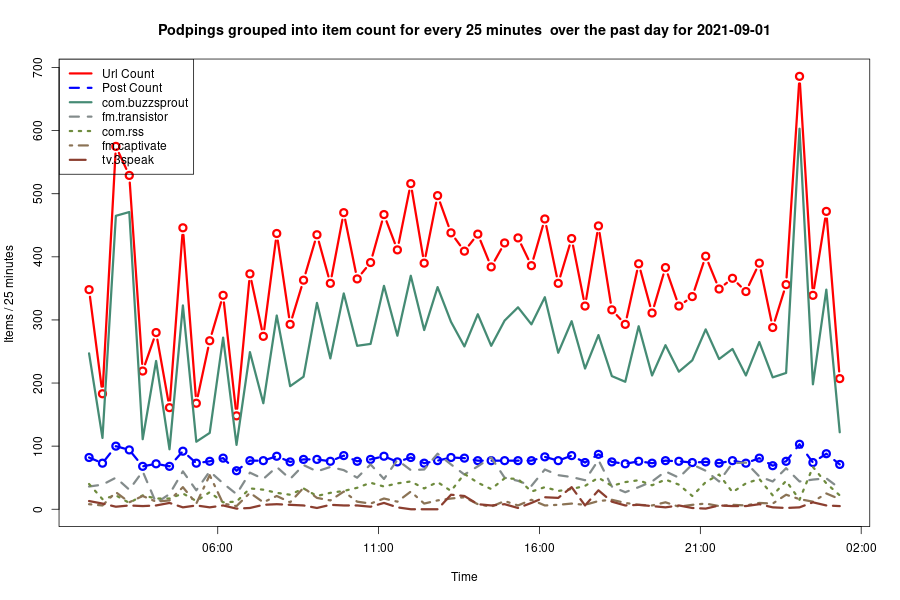 Podpings grouped into item count for every 25 minutes  over the past day for 2021-09-01
Url Count
Post Count
com.buzzsprout
fm.transistor
com.rss
fm.captivate
tv.3speak
700
600
500
400
300
200
100
0
Items / 25 minutes
06:00
11:00
16:00
21:00
02:00
Time